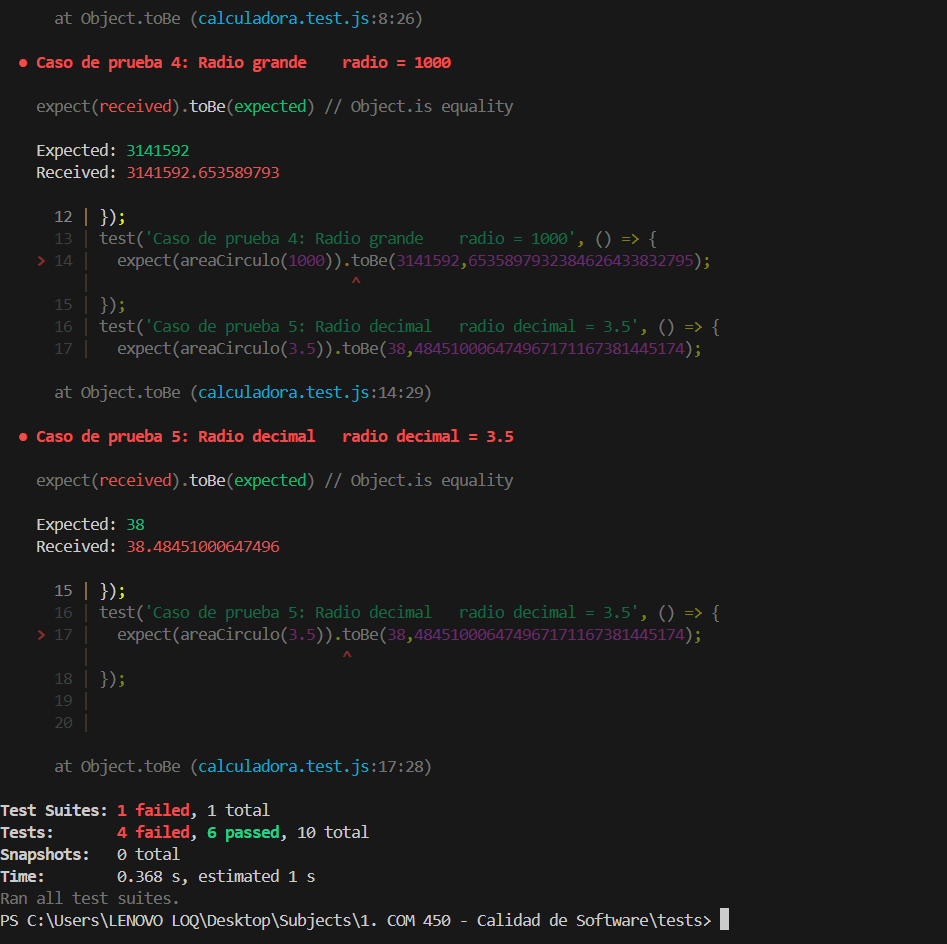 at Object.toBe (calculadora.test.js:8:26)
● Caso de prueba 4: Radio grande    radio = 1000
expect(received).toBe(expected) // Object.is equality
Expected: 3141592
Received: 3141592.653589793
12 | });
13 | test('Caso de prueba 4: Radio grande    radio = 1000', () => {
> 14 |   expect(areaCirculo(1000)).toBe(3141592,6535897932384626433832795);
|                             ^
15 | });
16 | test('Caso de prueba 5: Radio decimal   radio decimal = 3.5', () => {
17 |   expect(areaCirculo(3.5)).toBe(38,484510006474967171167381445174);
at Object.toBe (calculadora.test.js:14:29)
● Caso de prueba 5: Radio decimal   radio decimal = 3.5
expect(received).toBe(expected) // Object.is equality
Expected: 38
Received: 38.48451000647496
15 | });
16 | test('Caso de prueba 5: Radio decimal   radio decimal = 3.5', () => {
> 17 |   expect(areaCirculo(3.5)).toBe(38,484510006474967171167381445174);
|                            ^
18 | });
19 |
20 |
at Object.toBe (calculadora.test.js:17:28)
Test Suites: 1 failed, 1 total
Tests:       4 failed, 6 passed, 10 total
Snapshots:   0 total
Time:        0.368 s, estimated 1 s
Ran all test suites.
PS C:\Users\LENOVO LOQ\Desktop\Subjects\1. COM 450 - Calidad de Software\tests>